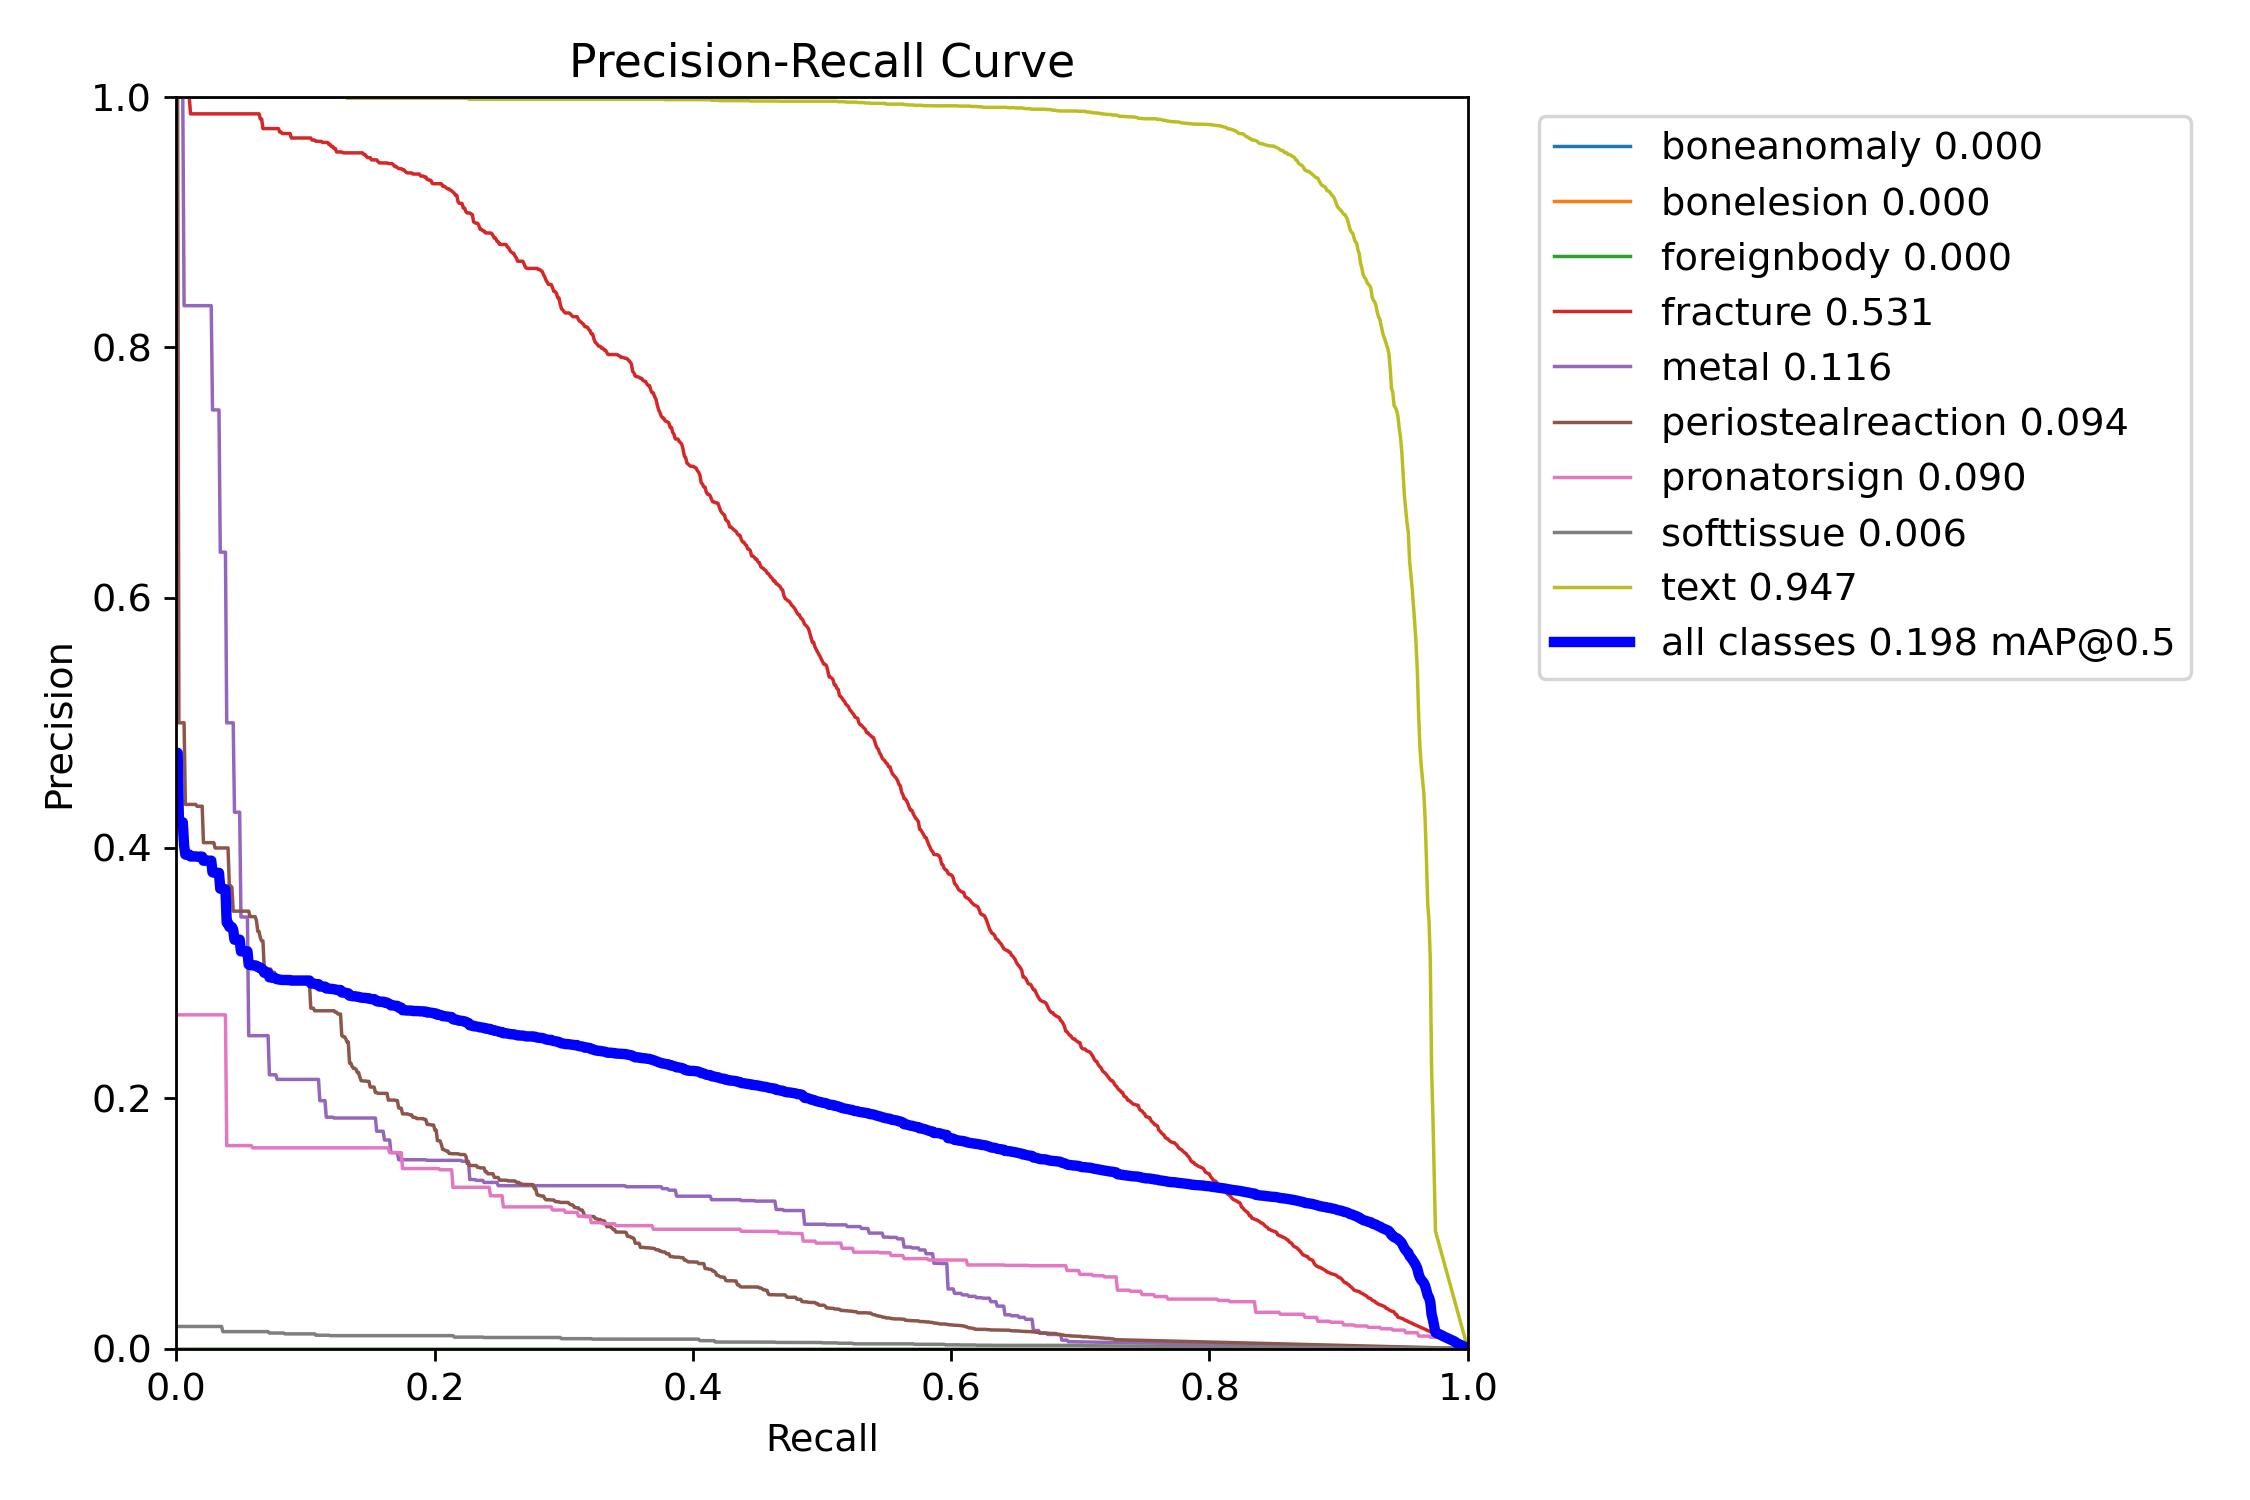 Precision-Recall Curve
1.0
0.8
0.6
0.4
0.2
0.0
Precision
0.0 0.2 0.4 0.6 0.8 1.0
Recall
boneanomaly 0.000
bonelesion 0.000
foreignbody 0.000
fracture 0.531
metal 0.116
periostealreaction 0.094
pronatorsign 0.090
softtissue 0.006
text 0.947
all classes 0.198 mAP@0.5